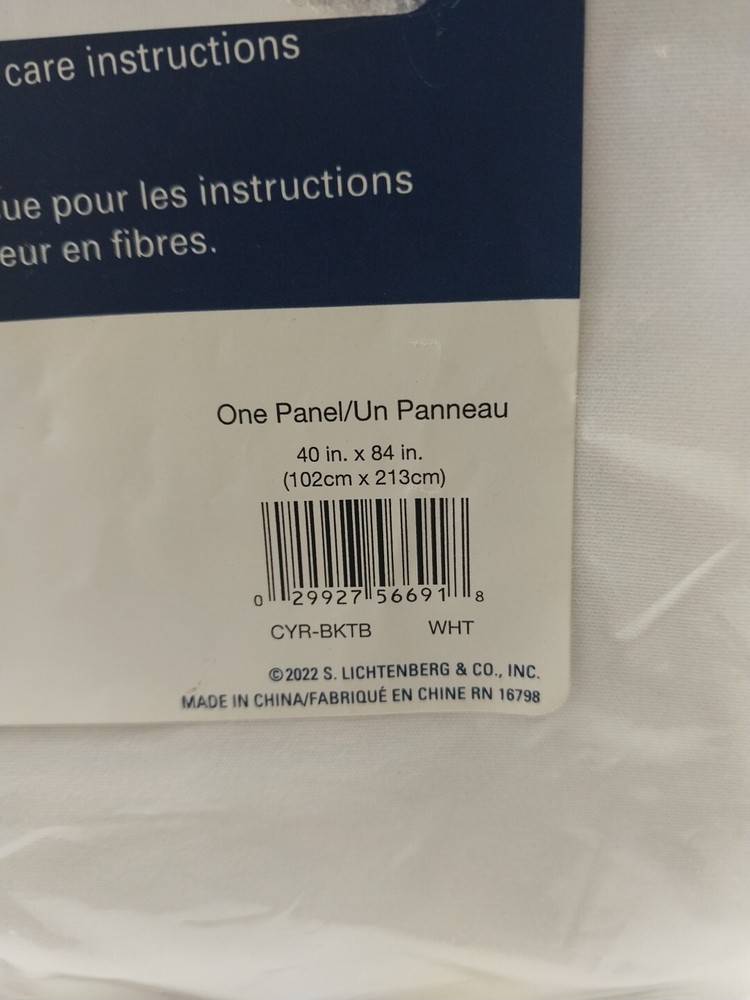 care instructions
ue pour les instructions
eur en fibres.
One Panel/Un Panneau
40 in. x 84 in.
(102cm x 213cm)
0 29927 56691 8
CYR-BKTB WHT
©2022 S. LICHTENBERG & CO., INC.
MADE IN CHINA/FABRIQUÉ EN CHINE RN 16798